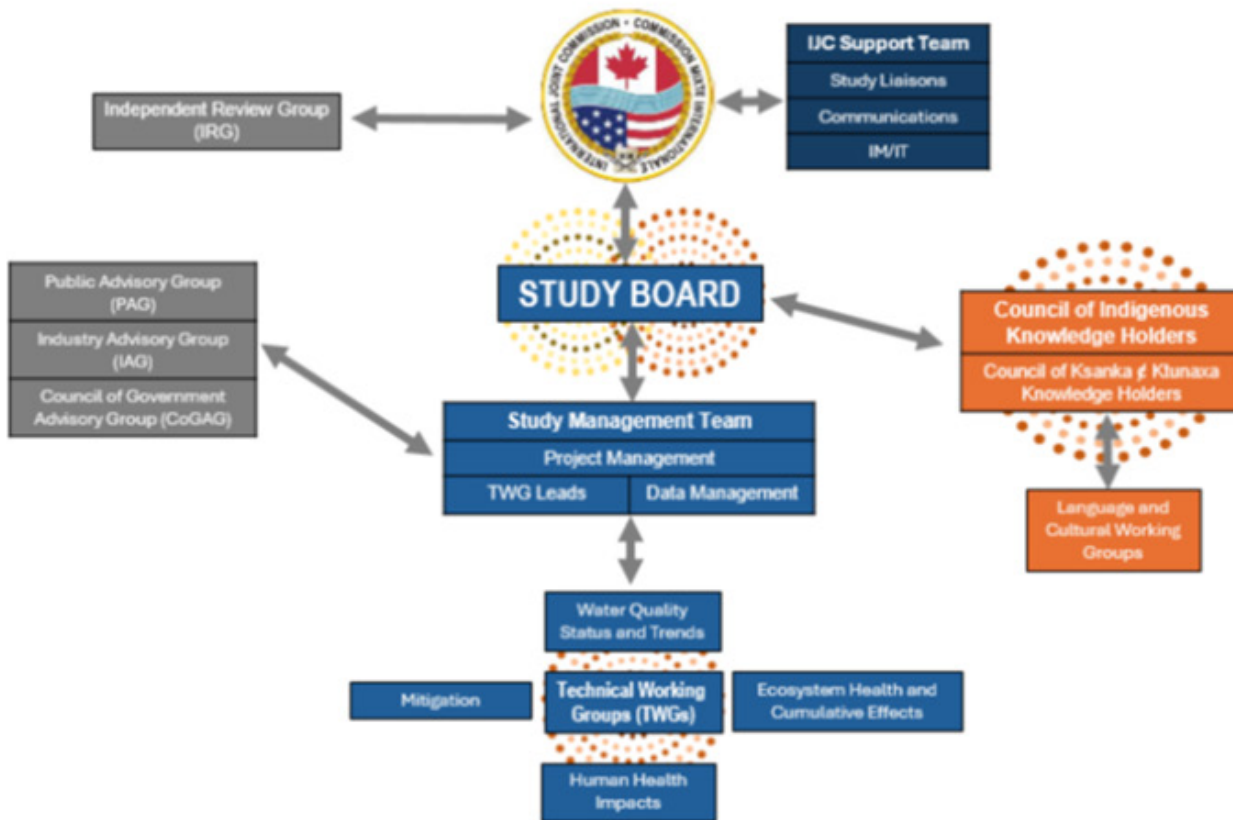 INTERNATIONAL JOINT COMMISSION • COMMISSION MIXTE INTERNATIONALE
IJC Support Team
Study Liaisons
Communications
IM/IT
Independent Review Group
(IRG)
STUDY BOARD
Public Advisory Group
(PAG)
Industry Advisory Group
(IAG)
Council of Government
Advisory Group (CoGAG)
Council of Indigenous
Knowledge Holders
Council of Ksanka ȼ Ktunaxa
Knowledge Holders
Language and
Cultural Working
Groups
Study Management Team
Project Management
TWG Leads
Data Management
Water Quality
Status and Trends
Mitigation
Technical Working
Groups (TWGs)
Ecosystem Health and
Cumulative Effects
Human Health
Impacts